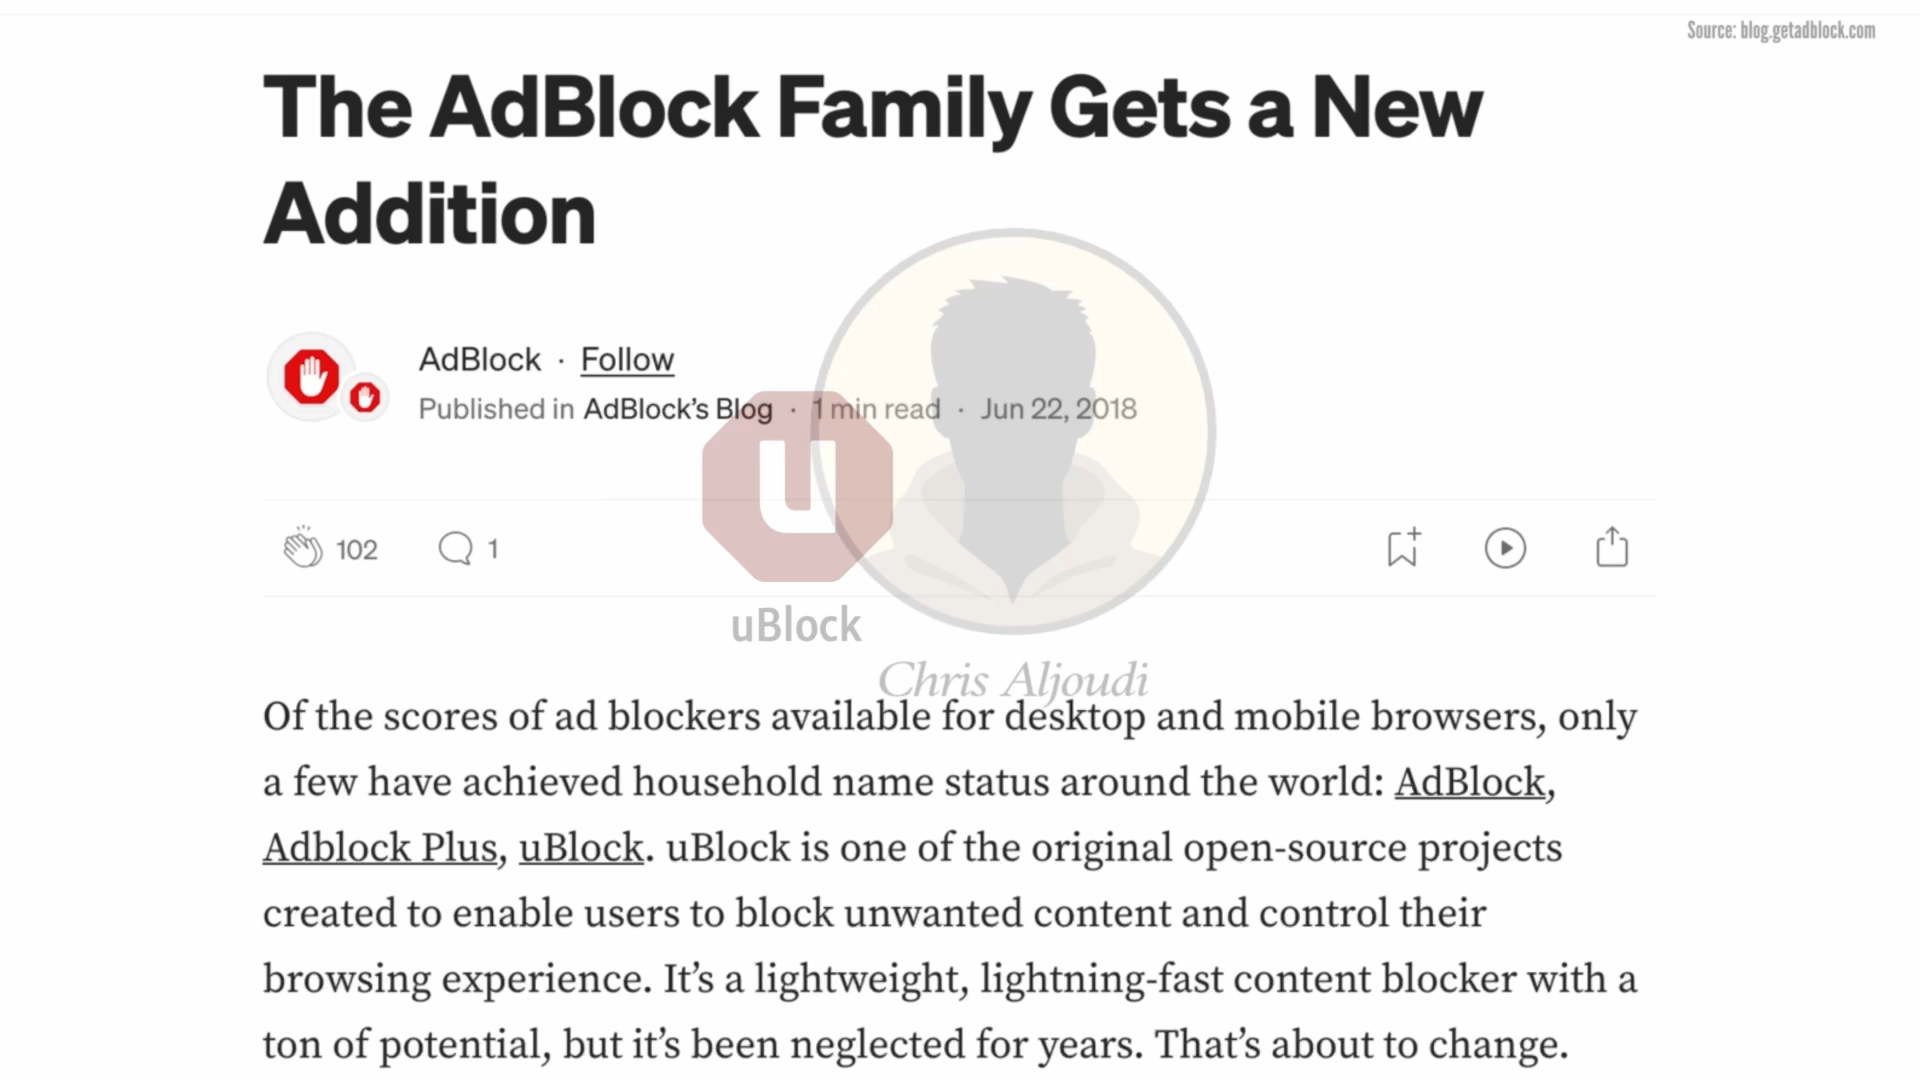 Source: blog.getadblock.com
The AdBlock Family Gets a New
Addition
AdBlock · Follow
Published in AdBlock’s Blog · 1 min read · Jun 22, 2018
102
1
uBlock
Chris Aljoudi
Of the scores of ad blockers available for desktop and mobile browsers, only
a few have achieved household name status around the world: AdBlock,
Adblock Plus, uBlock. uBlock is one of the original open-source projects
created to enable users to block unwanted content and control their
browsing experience. It’s a lightweight, lightning-fast content blocker with a
ton of potential, but it’s been neglected for years. That’s about to change.